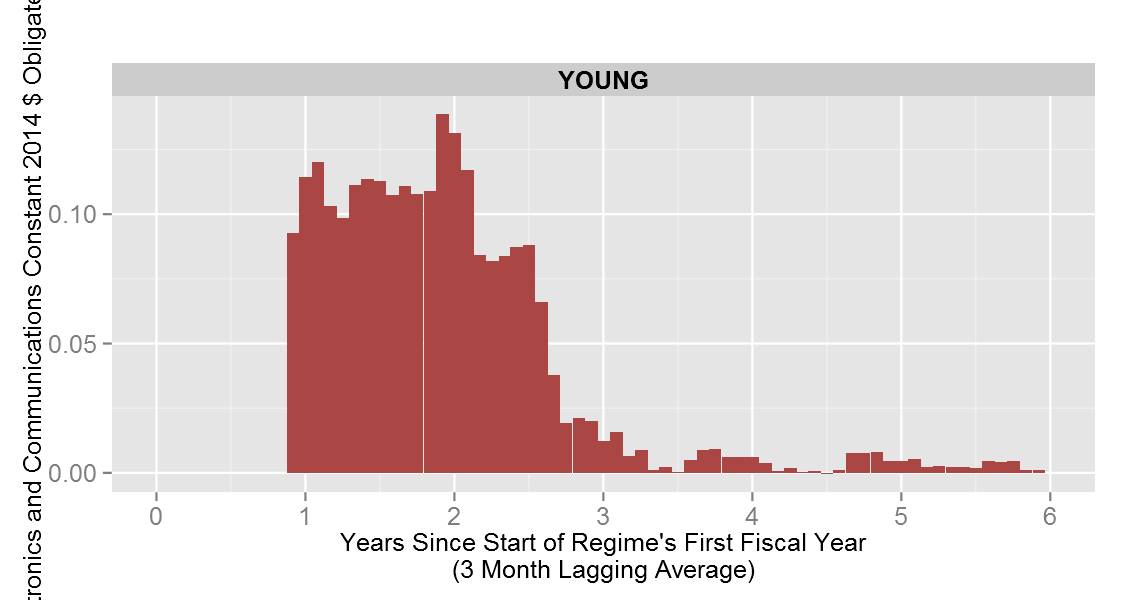 YOUNG
tronics and Communications Constant 2014 $ Obligate
0.10
0.05
0.00
0 1 2 3 4 5 6
Years Since Start of Regime's First Fiscal Year
(3 Month Lagging Average)